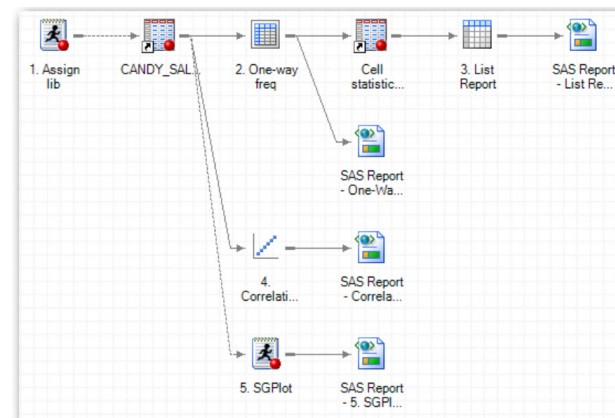 1. Assign
lib
CANDY_SAL...
2. One-way
freq
Cell
statistic...
3. List
Report
SAS Report
- List Re...
SAS Report
- One-Wa...
4.
Correlati...
SAS Report
- Correla...
5. SGPlot
SAS Report
- 5. SGPl...